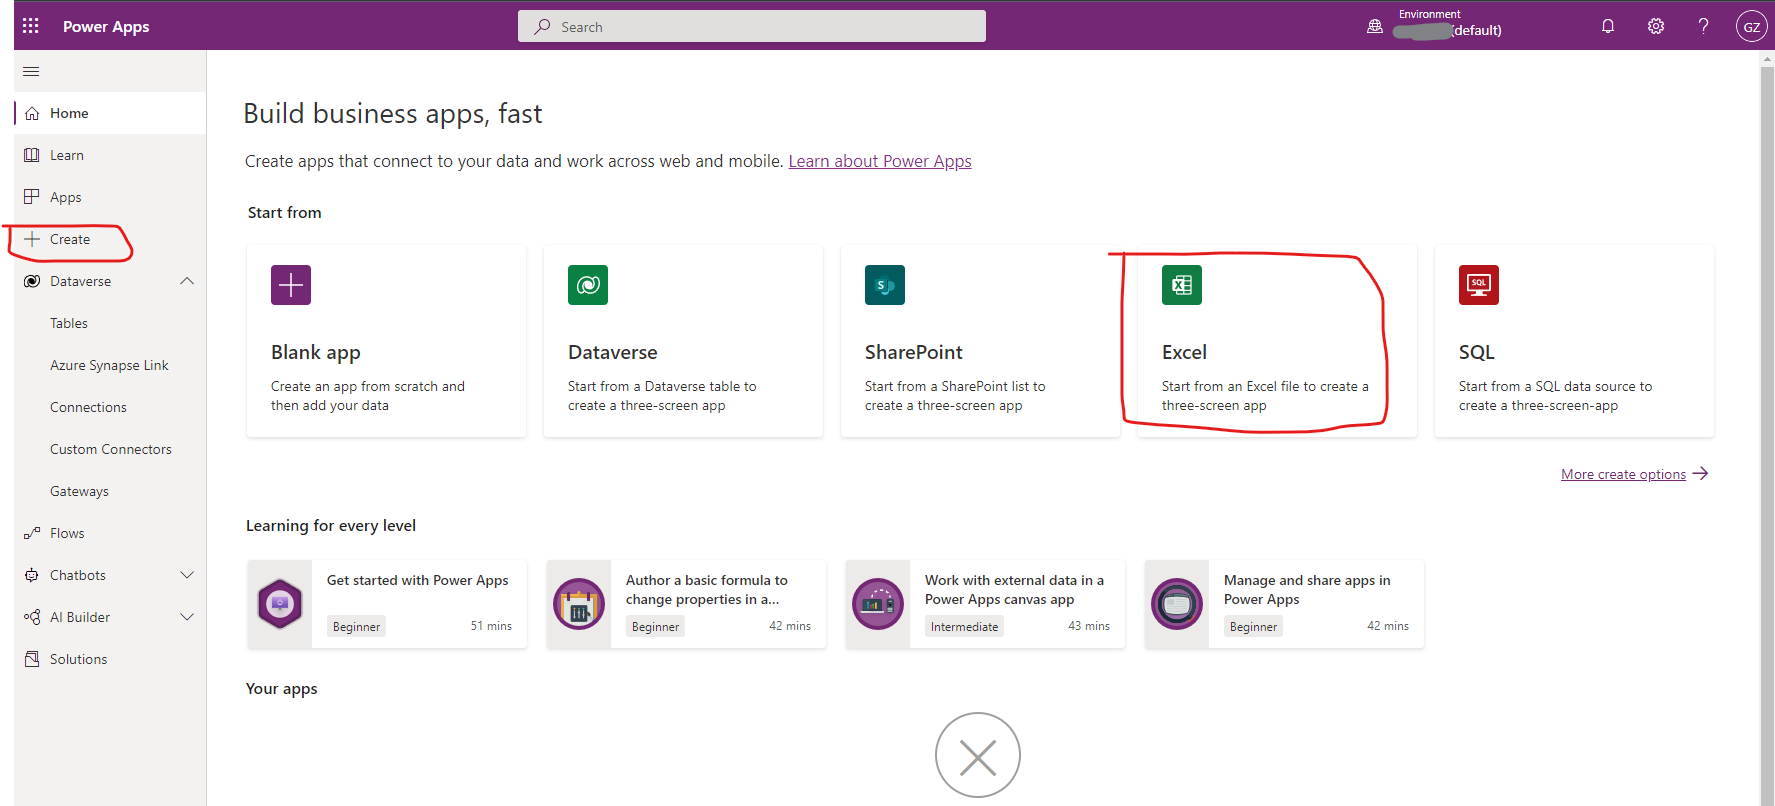 Power Apps
Search
Environment
(default)
GZ
Home
Learn
Apps
Create
Dataverse
Tables
Azure Synapse Link
Connections
Custom Connectors
Gateways
Flows
Chatbots
AI Builder
Solutions
Build business apps, fast
Create apps that connect to your data and work across web and mobile. Learn about Power Apps
Start from
Blank app
Create an app from scratch and
then add your data
Dataverse
Start from a Dataverse table to
create a three-screen app
S
SharePoint
Start from a SharePoint list to
create a three-screen app
X
Excel
Start from an Excel file to create a
three-screen app
SQL
SQL
Start from a SQL data source to
create a three-screen-app
More create options
Learning for every level
Get started with Power Apps
Beginner 51 mins
Author a basic formula to
change properties in a...
Beginner 42 mins
Work with external data in a
Power Apps canvas app
Intermediate 43 mins
Manage and share apps in
Power Apps
Beginner 42 mins
Your apps